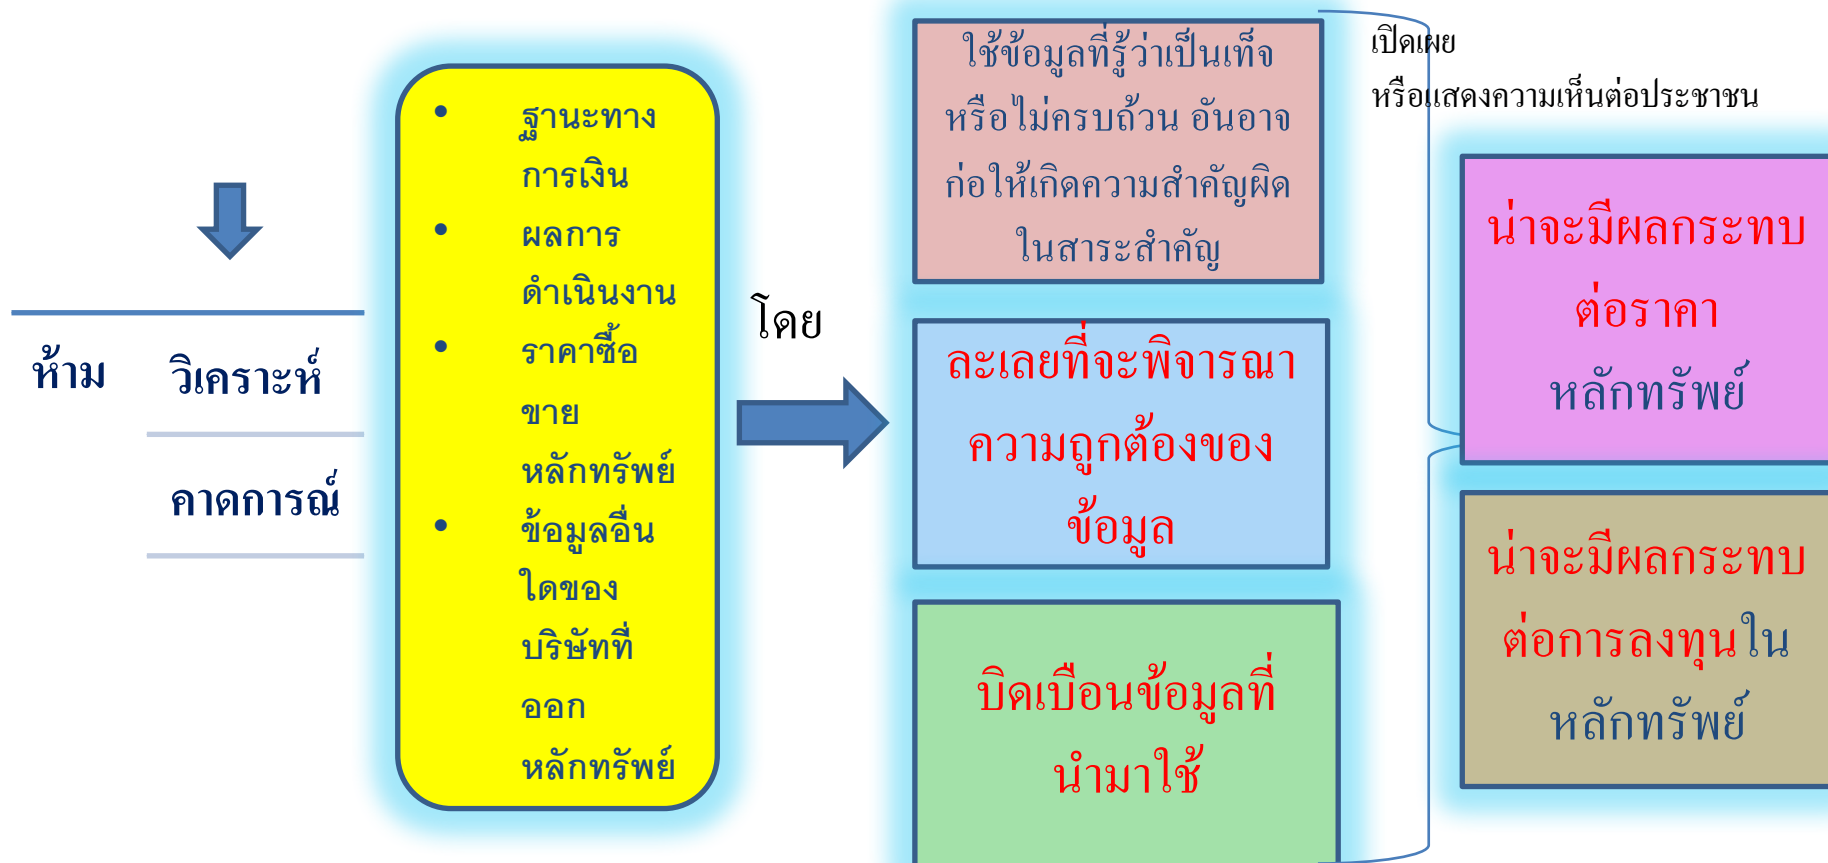 ห้าม
วิเคราะห์
คาดการณ์
• ฐานะทาง
การเงิน
• ผลการ
ดำเนินงาน
• ราคาซื้อ
ขาย
หลักทรัพย์
• ข้อมูลอื่น
ใดของ
บริษัทที่
ออก
หลักทรัพย์
โดย
ใช้ข้อมูลที่รู้ว่าเป็นเท็จ
หรือไม่ครบถ้วน อันอาจ
ก่อให้เกิดความสำคัญผิด
ในสาระสำคัญ
ละเลยที่จะพิจารณา
ความถูกต้องของ
ข้อมูล
บิดเบือนข้อมูลที่
นำมาใช้
เปิดเผย
หรือแสดงความเห็นต่อประชาชน
น่าจะมีผลกระทบ
ต่อราคา
หลักทรัพย์
น่าจะมีผลกระทบ
ต่อการลงทุนใน
หลักทรัพย์